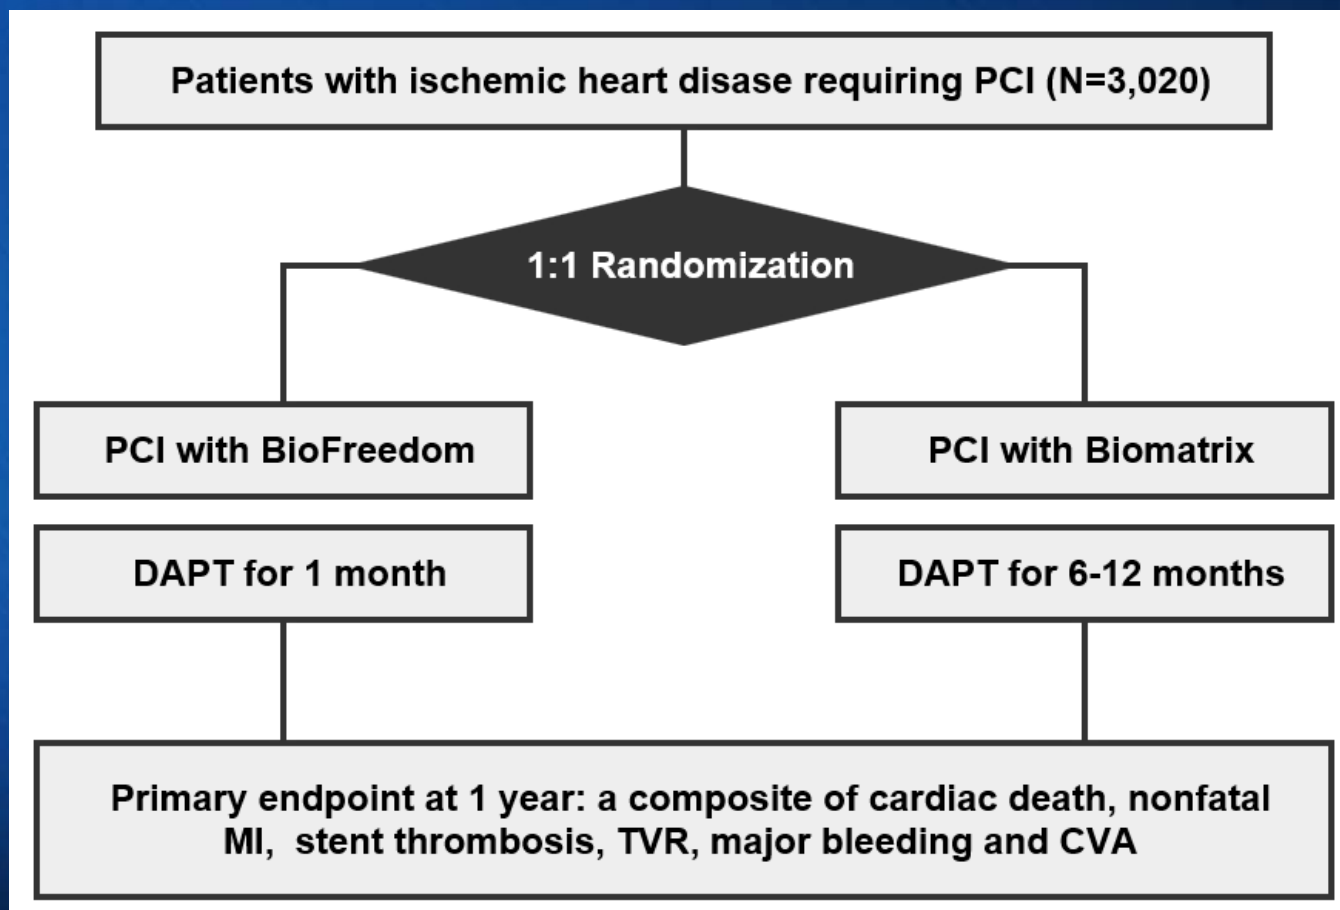 Patients with ischemic heart disase requiring PCI (N=3,020)
1:1 Randomization
PCI with BioFreedom
PCI with Biomatrix
DAPT for 1 month
DAPT for 6-12 months
Primary endpoint at 1 year: a composite of cardiac death, nonfatal
MI,  stent thrombosis, TVR, major bleeding and CVA